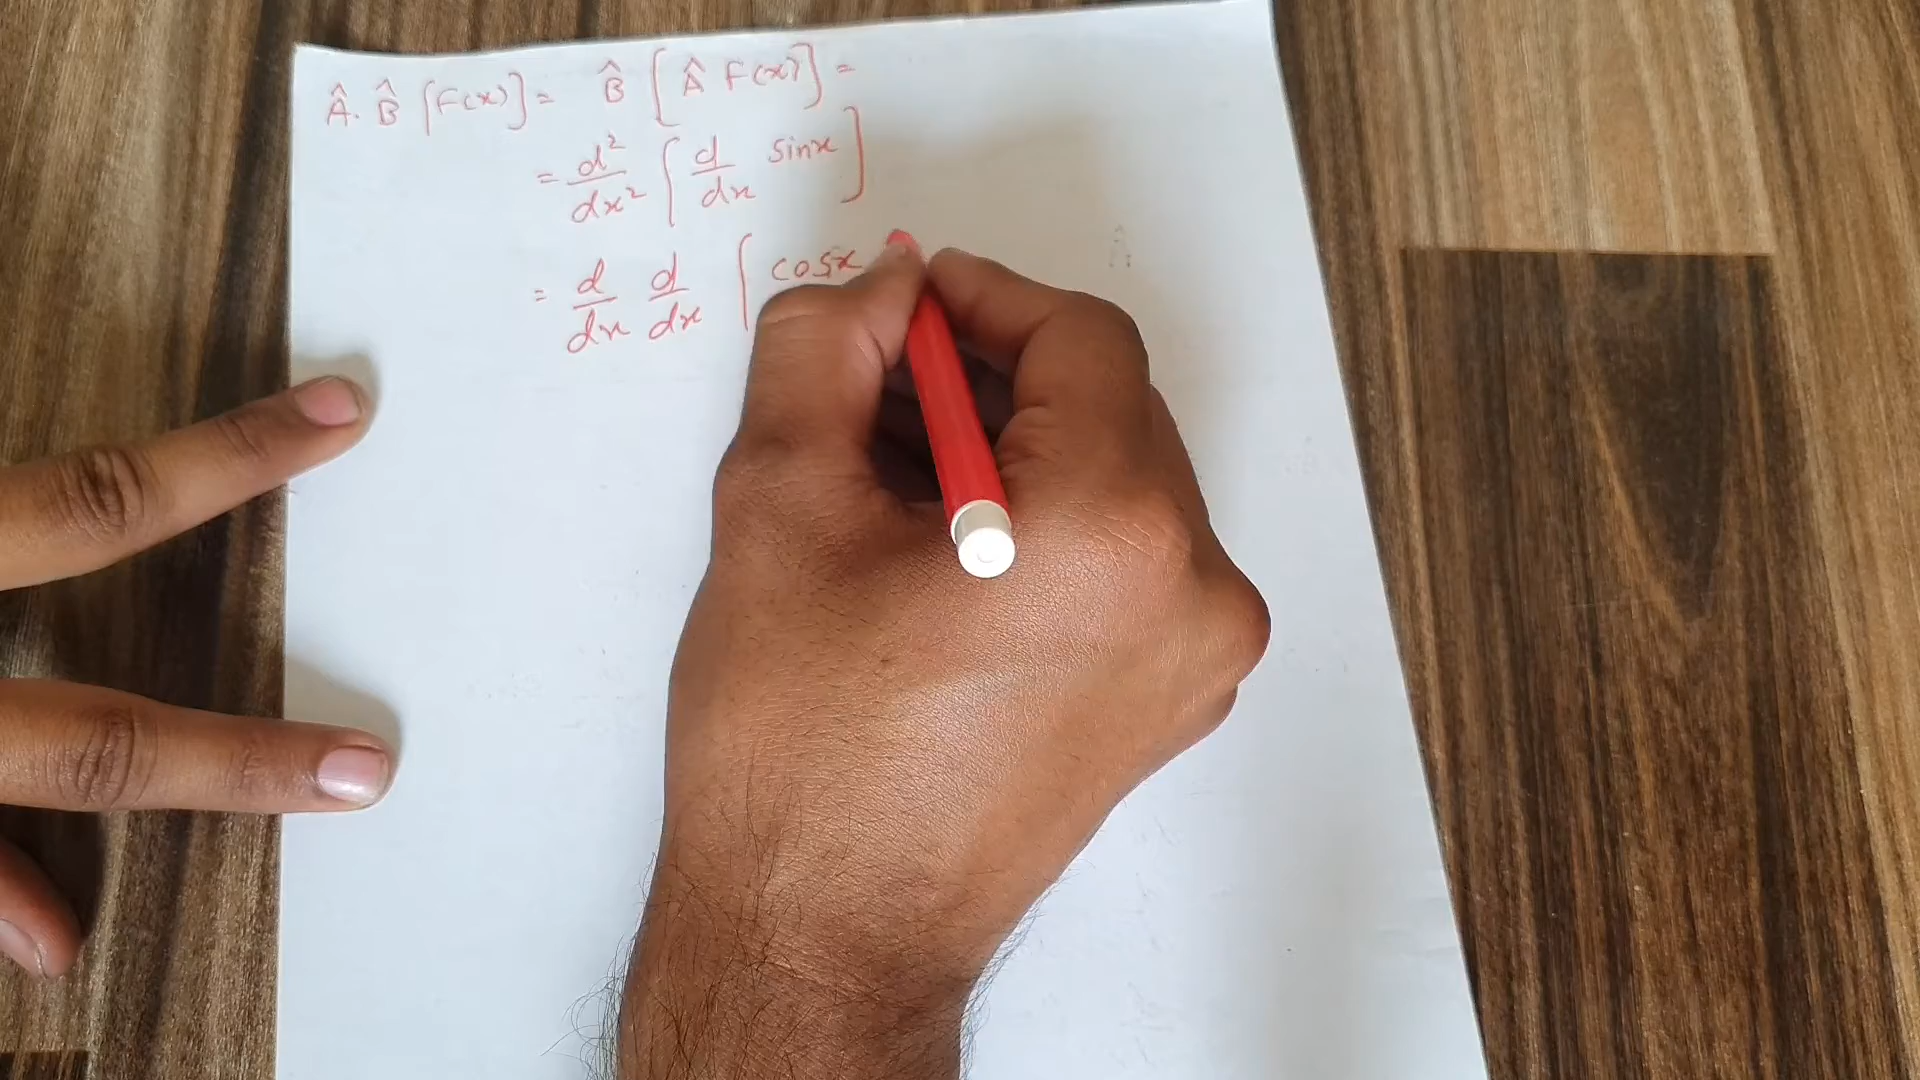 Â. B̂ [F(x)] = B̂ [Â F(x)] =
= d²/dx² [d/dx sinx]
= d/dx d/dx [cosx